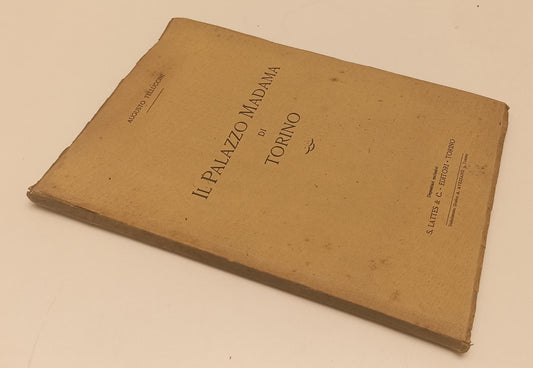 AUGUSTO TELLUCCINI
IL PALAZZO MADAMA
DI
TORINO
S. LATTES & C. - EDITORI - TORINO